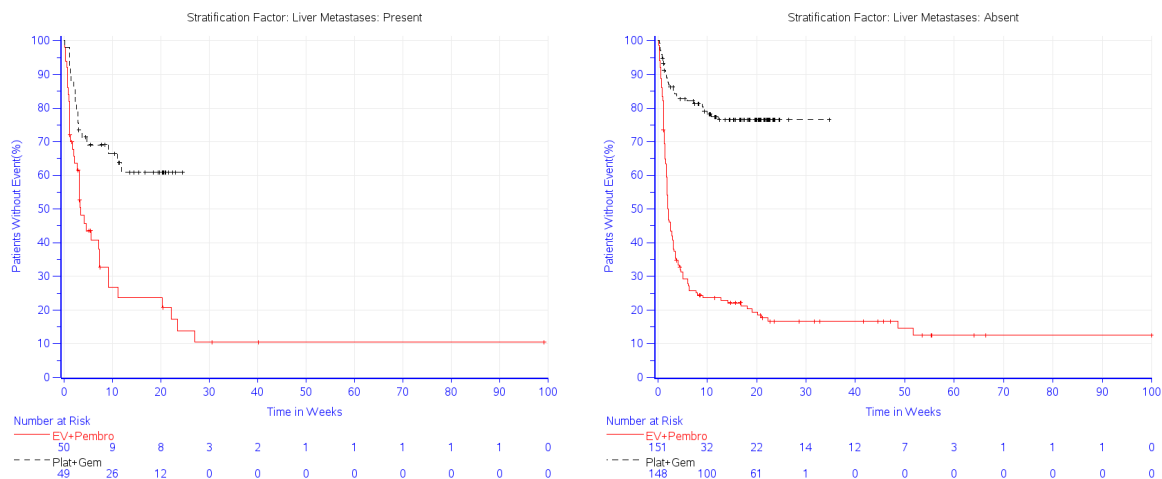 Stratification Factor: Liver Metastases: Present
Patients Without Event(%)
100
90
80
70
60
50
40
30
20
10
0
0 10 20 30 40 50 60 70 80 90 100
Time in Weeks
Number at Risk
EV+Pembro
50 9 8 3 2 1 1 1 1 1 0
Plat+Gem
49 26 12 0 0 0 0 0 0 0 0
Stratification Factor: Liver Metastases: Absent
Patients Without Event(%)
100
90
80
70
60
50
40
30
20
10
0
0 10 20 30 40 50 60 70 80 90 100
Time in Weeks
Number at Risk
EV+Pembro
151 32 22 14 12 7 3 1 1 1 0
Plat+Gem
148 100 61 1 0 0 0 0 0 0 0